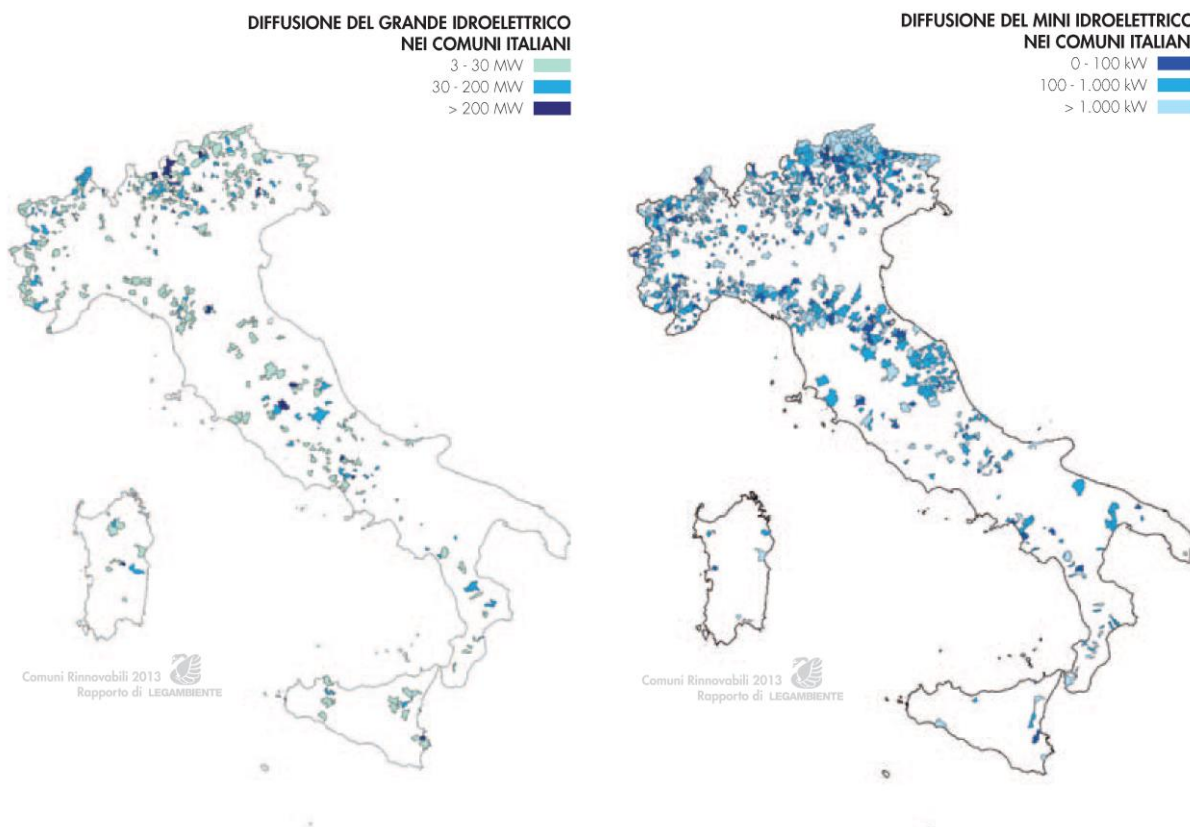 DIFFUSIONE DEL GRANDE IDROELETTRICO
NEI COMUNI ITALIANI
3 - 30 MW
30 - 200 MW
> 200 MW
Comuni Rinnovabili 2013
Rapporto di LEGAMBIENTE
DIFFUSIONE DEL MINI IDROELETTRICO
NEI COMUNI ITALIANI
0 - 100 kW
100 - 1.000 kW
> 1.000 kW
Comuni Rinnovabili 2013
Rapporto di LEGAMBIENTE